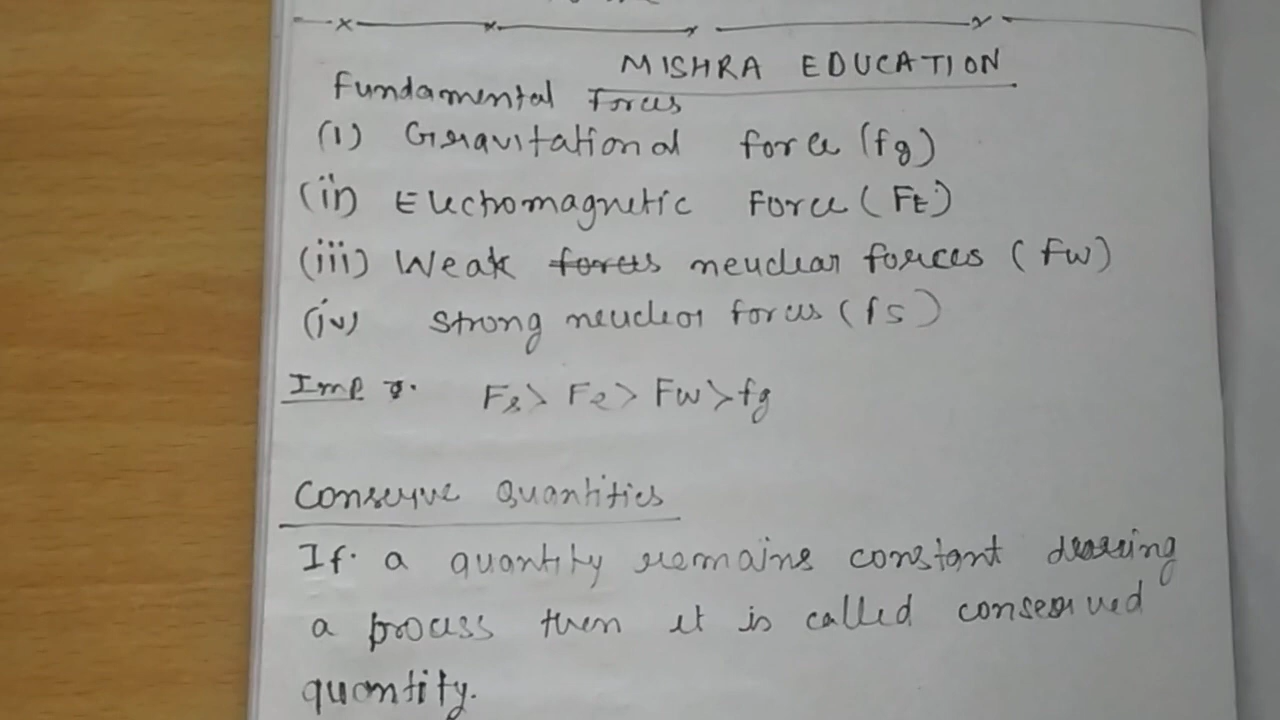 MISHRA EDUCATION
Fundamental Forces
(i) Gravitational force (fg)
(ii) Electromagnetic Force (FE)
(iii) Weak forces neuclear forces (fw)
(iv) Strong neuclear forces (fs)
Imp Fs > Fe > Fw > fg
Conserve Quantities
If a quantity remains constant during
a process then it is called conserved
quantity.